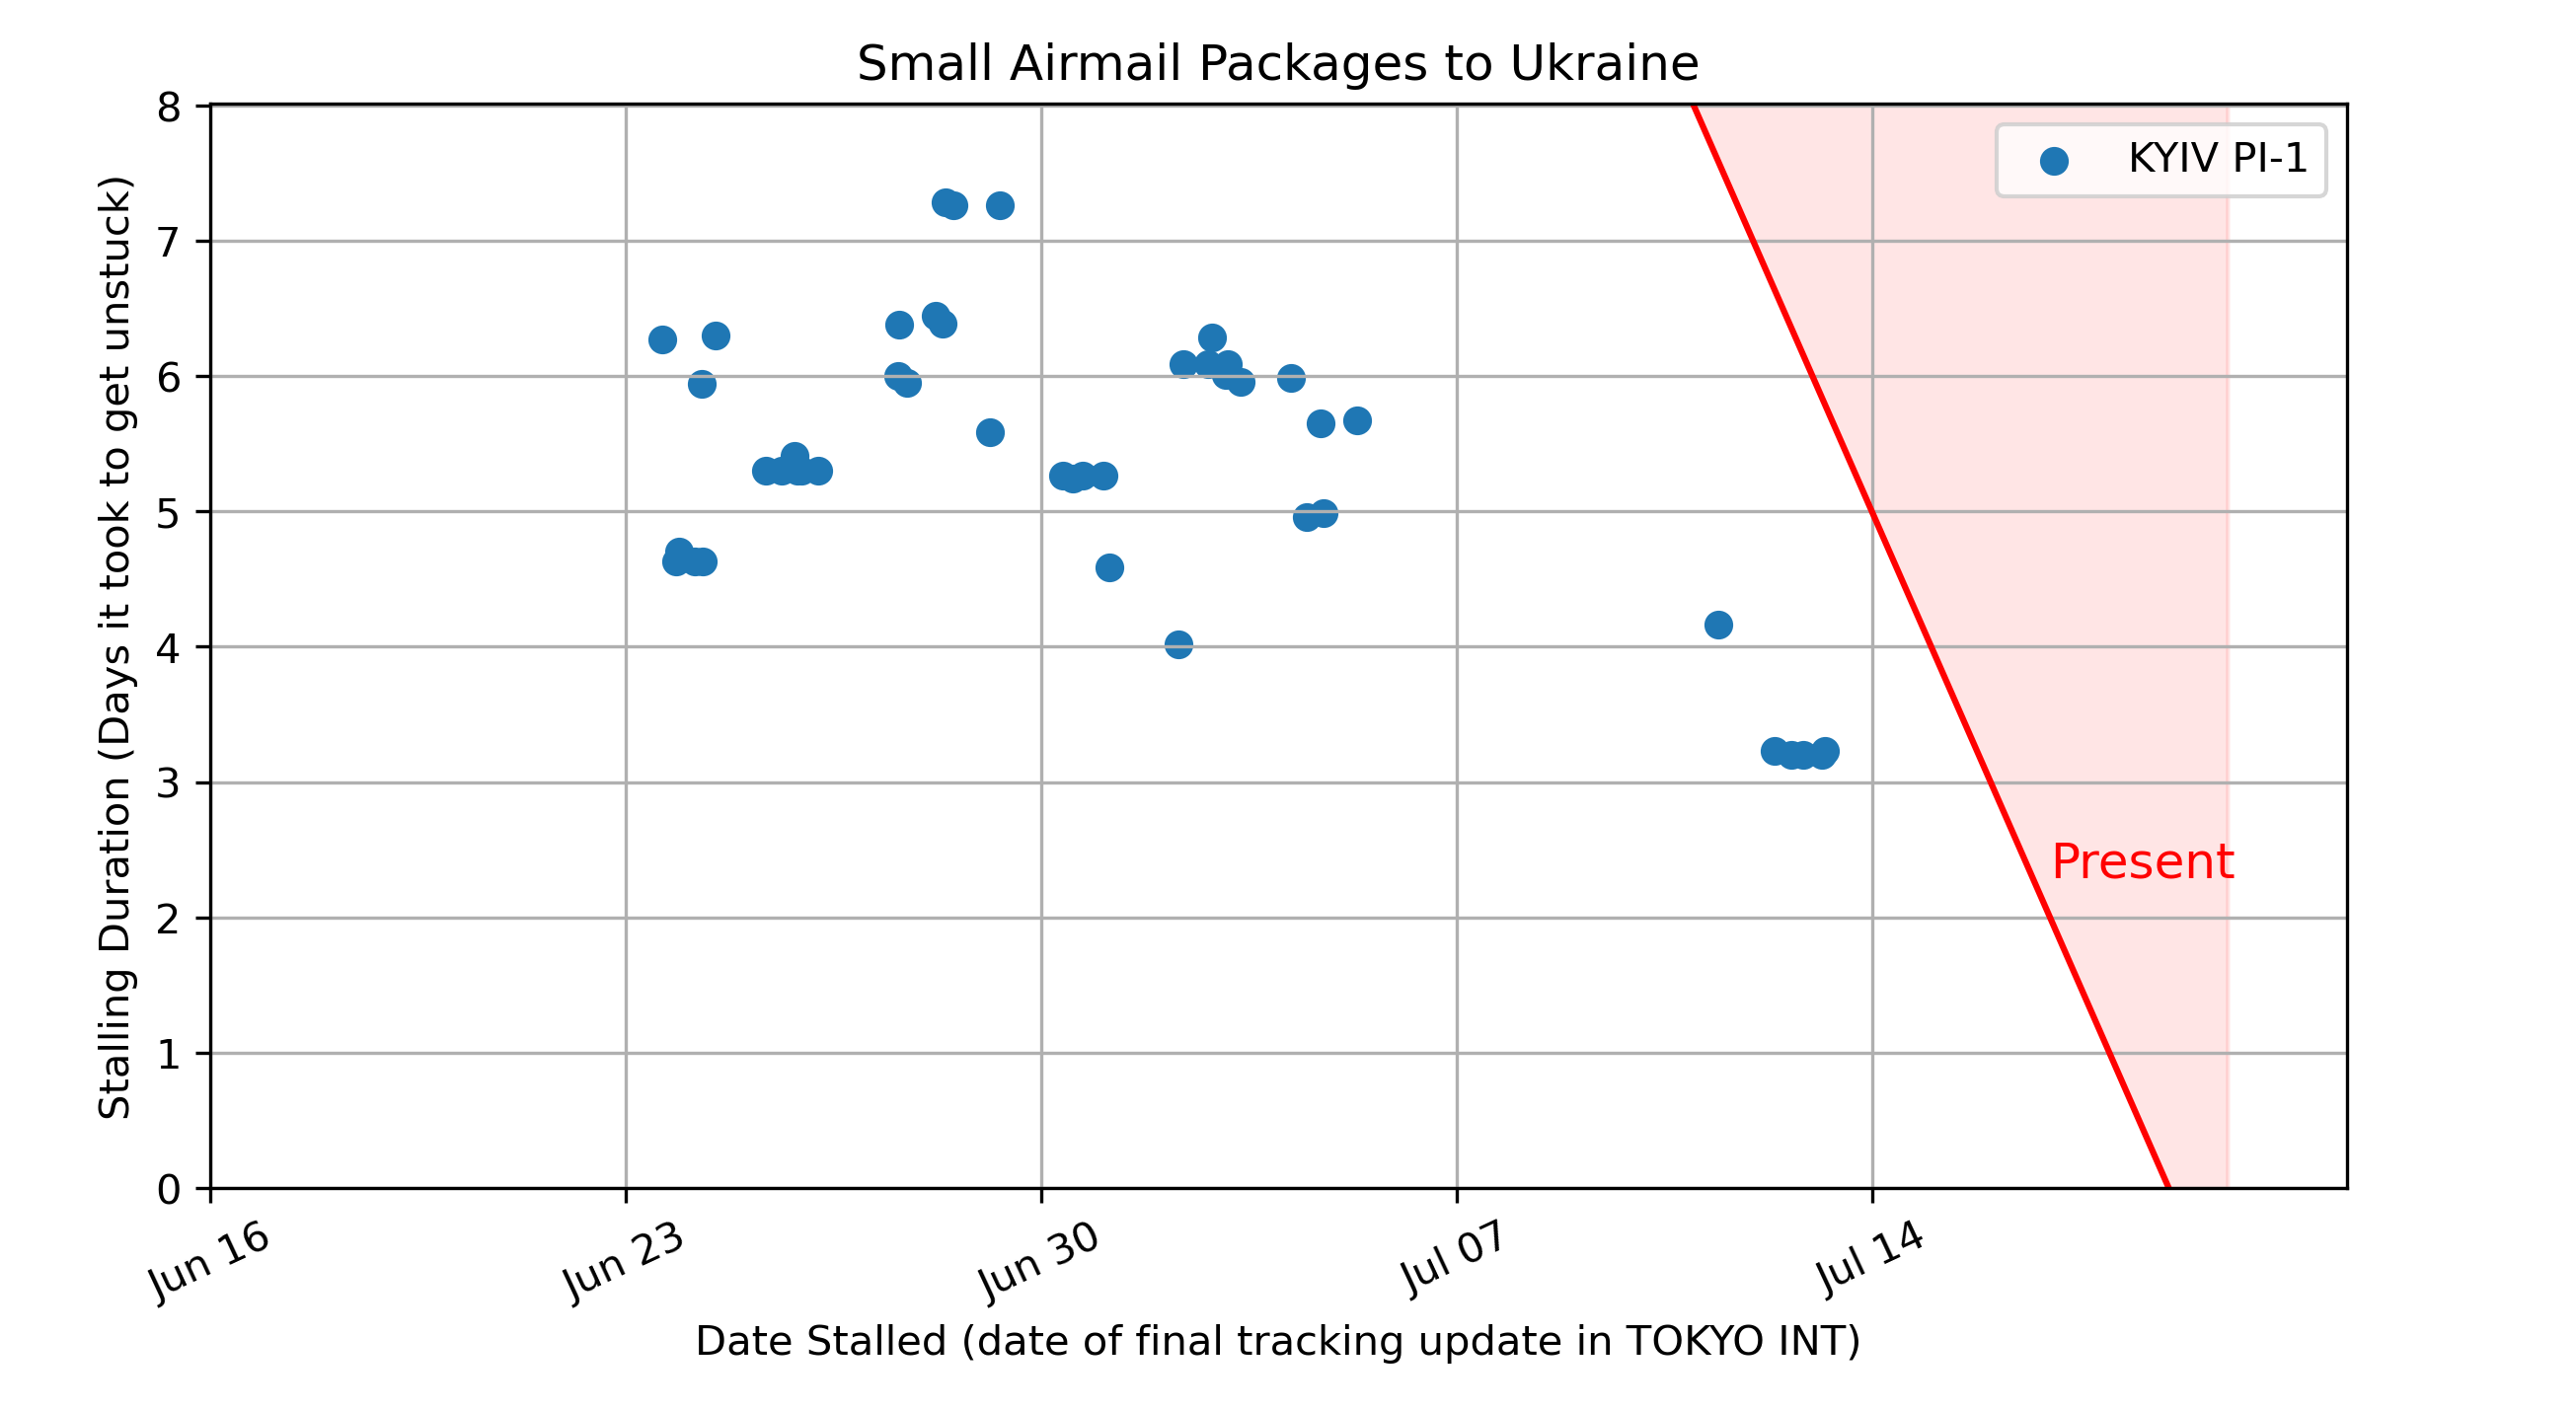 Small Airmail Packages to Ukraine
8
7
6
5
4
3
2
1
0
Stalling Duration (Days it took to get unstuck)
KYIV PI-1
Present
Jun 16
Jun 23
Jun 30
Jul 07
Jul 14
Date Stalled (date of final tracking update in TOKYO INT)